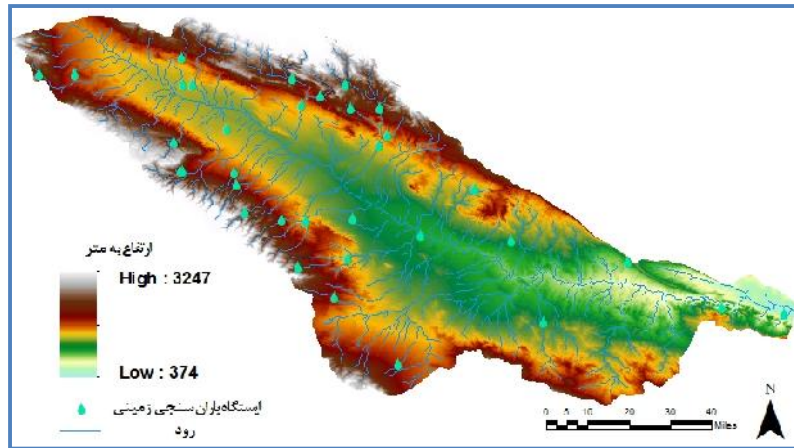 ارتفاع به متر
High : 3247
Low : 374
ایستگاه باران سنجی زمینی
رود
N
0 5 10 20 30 40
Miles